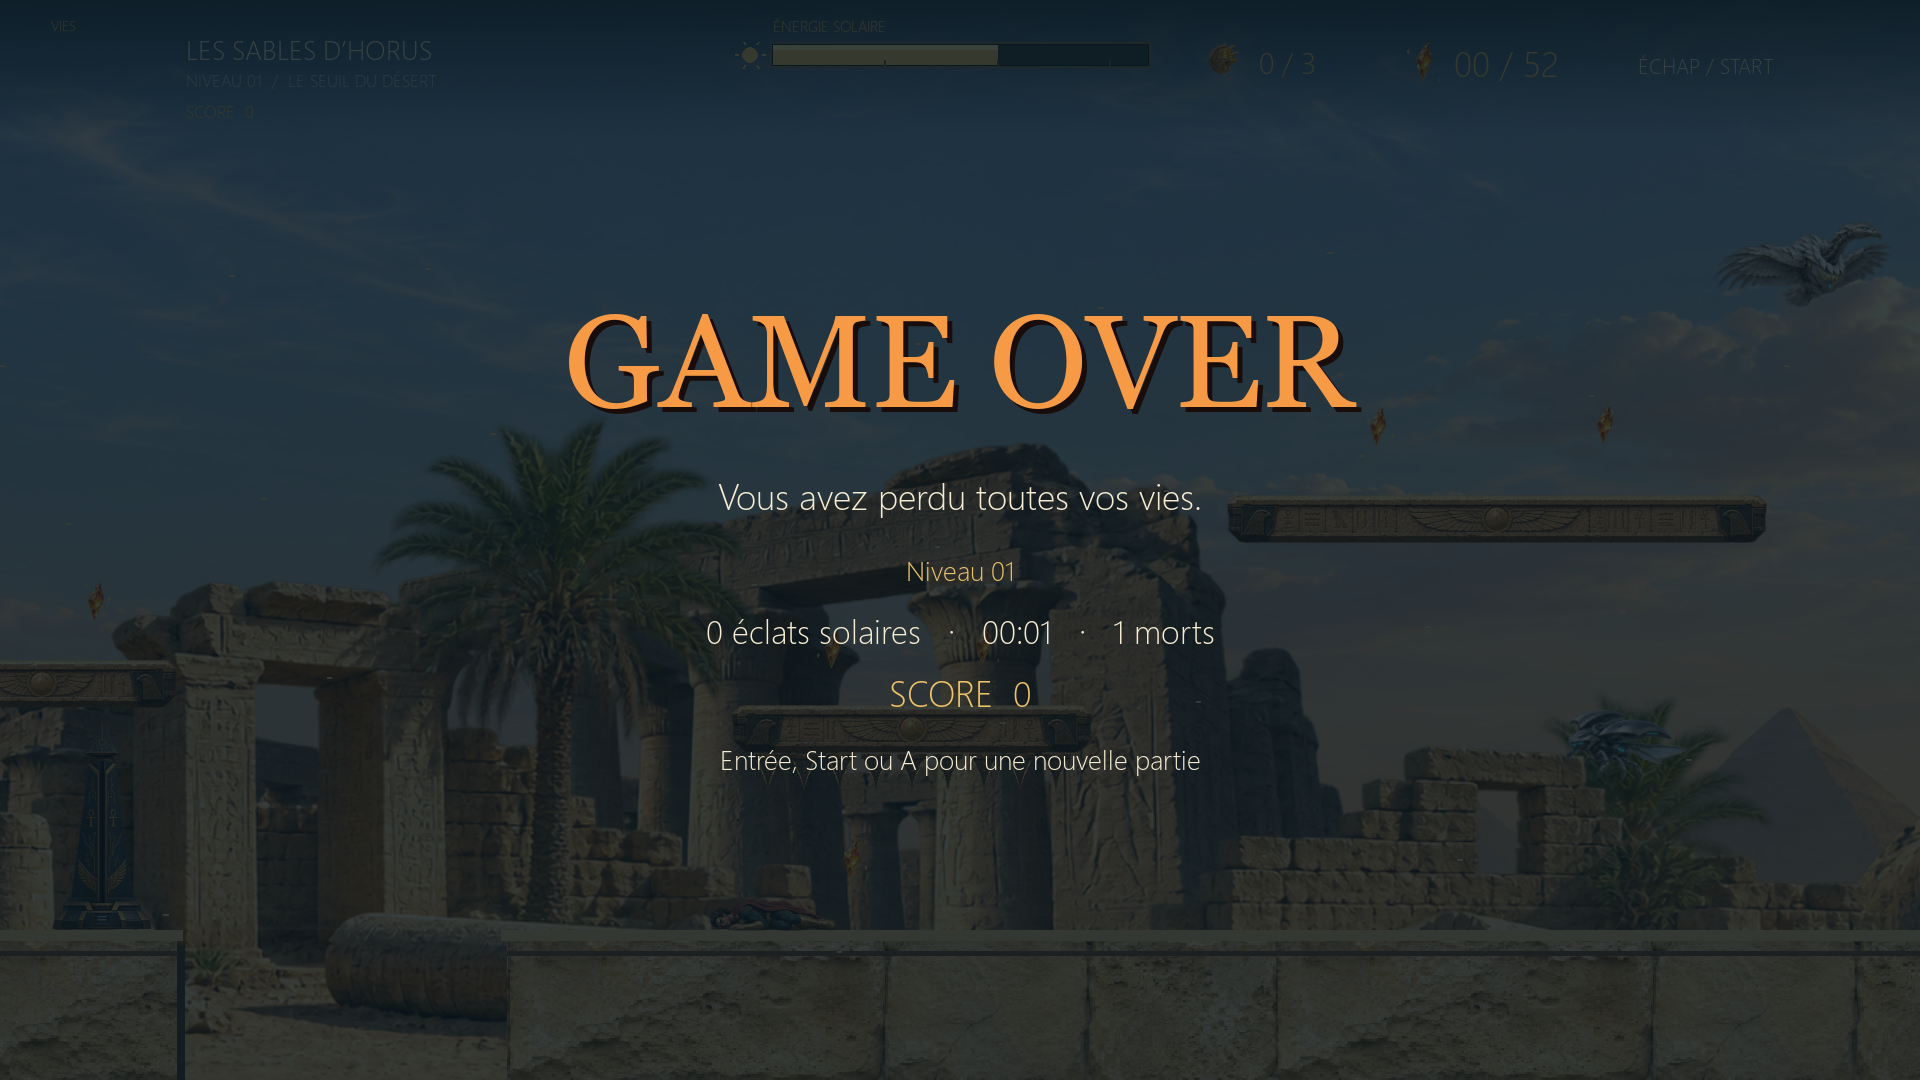 VIES
LES SABLES D’HORUS
NIVEAU 01 / LE SEUIL DU DÉSERT
SCORE 0
ÉNERGIE SOLAIRE
0 / 3
00 / 52
ÉCHAP / START
GAME OVER
Vous avez perdu toutes vos vies.
Niveau 01
0 éclats solaires · 00:01 · 1 morts
SCORE 0
Entrée, Start ou A pour une nouvelle partie